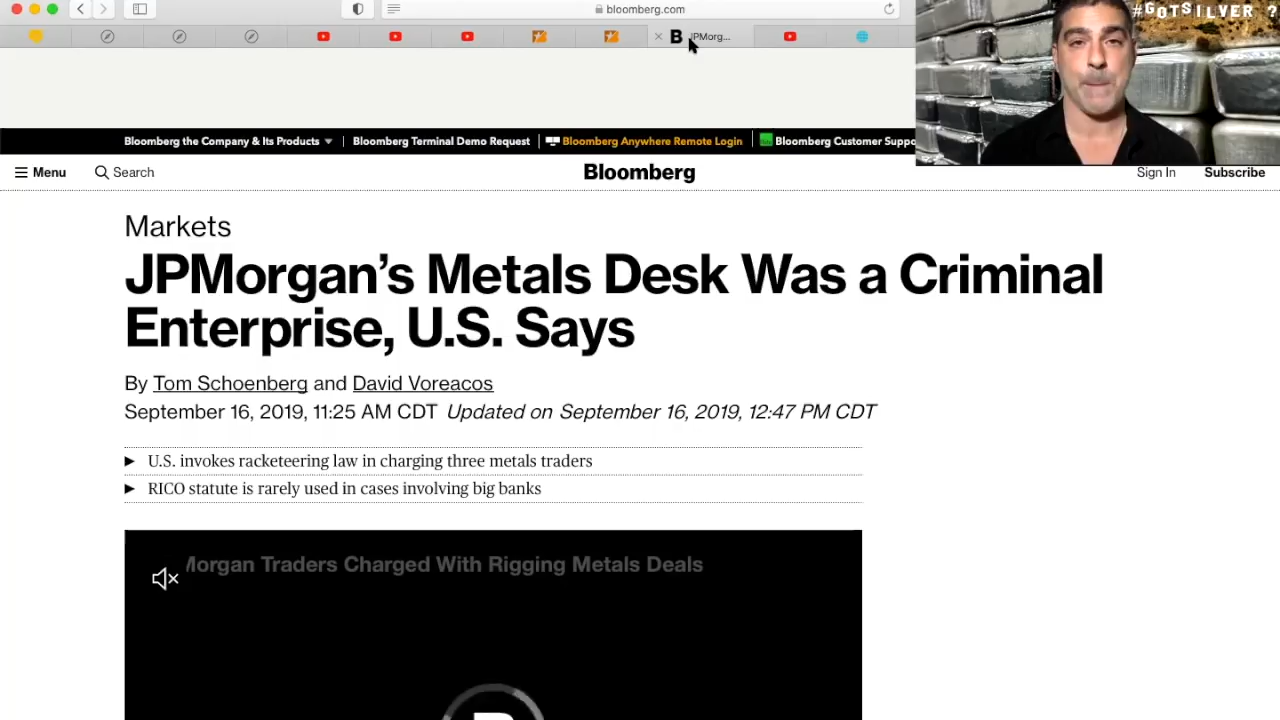 bloomberg.com
#GOTSILVER ?
JPMorg...
Bloomberg the Company & Its Products
Bloomberg Terminal Demo Request
Bloomberg Anywhere Remote Login
Bloomberg Customer Suppo
Menu
Search
Bloomberg
Sign In
Subscribe
Markets
JPMorgan’s Metals Desk Was a Criminal
Enterprise, U.S. Says
By Tom Schoenberg and David Voreacos
September 16, 2019, 11:25 AM CDT Updated on September 16, 2019, 12:47 PM CDT
U.S. invokes racketeering law in charging three metals traders
RICO statute is rarely used in cases involving big banks
Morgan Traders Charged With Rigging Metals Deals